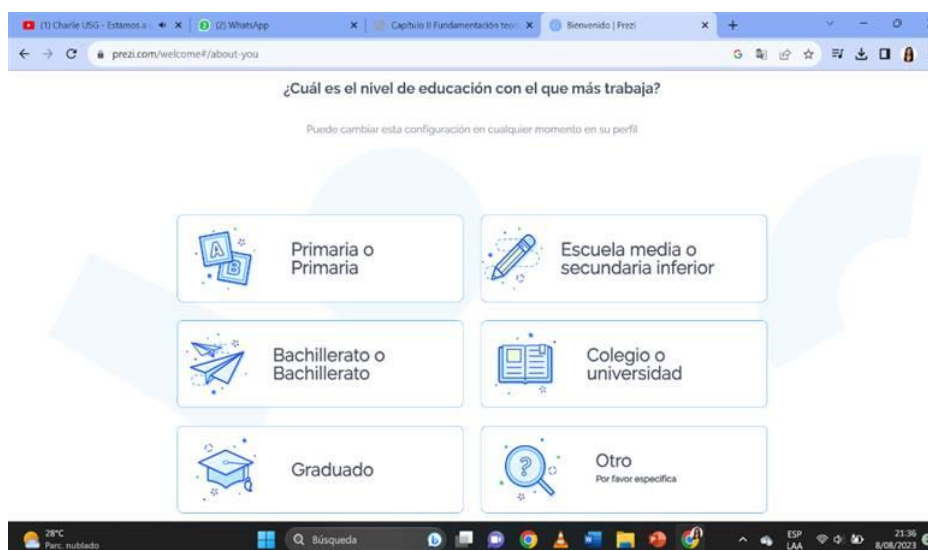 (1) Charlie USG - Estamos a
(2) WhatsApp
Capítulo II Fundamentación teor
Bienvenido | Prezi
prezi.com/welcome#/about-you
¿Cuál es el nivel de educación con el que más trabaja?
Puede cambiar esta configuración en cualquier momento en su perfil
A
B
Primaria o
Primaria
Escuela media o
secundaria inferior
Bachillerato o
Bachillerato
Colegio o
universidad
Graduado
?
Otro
Por favor especifica
28°C
Parc. nublado
Búsqueda
ESP
LAA
21:36
8/08/2023